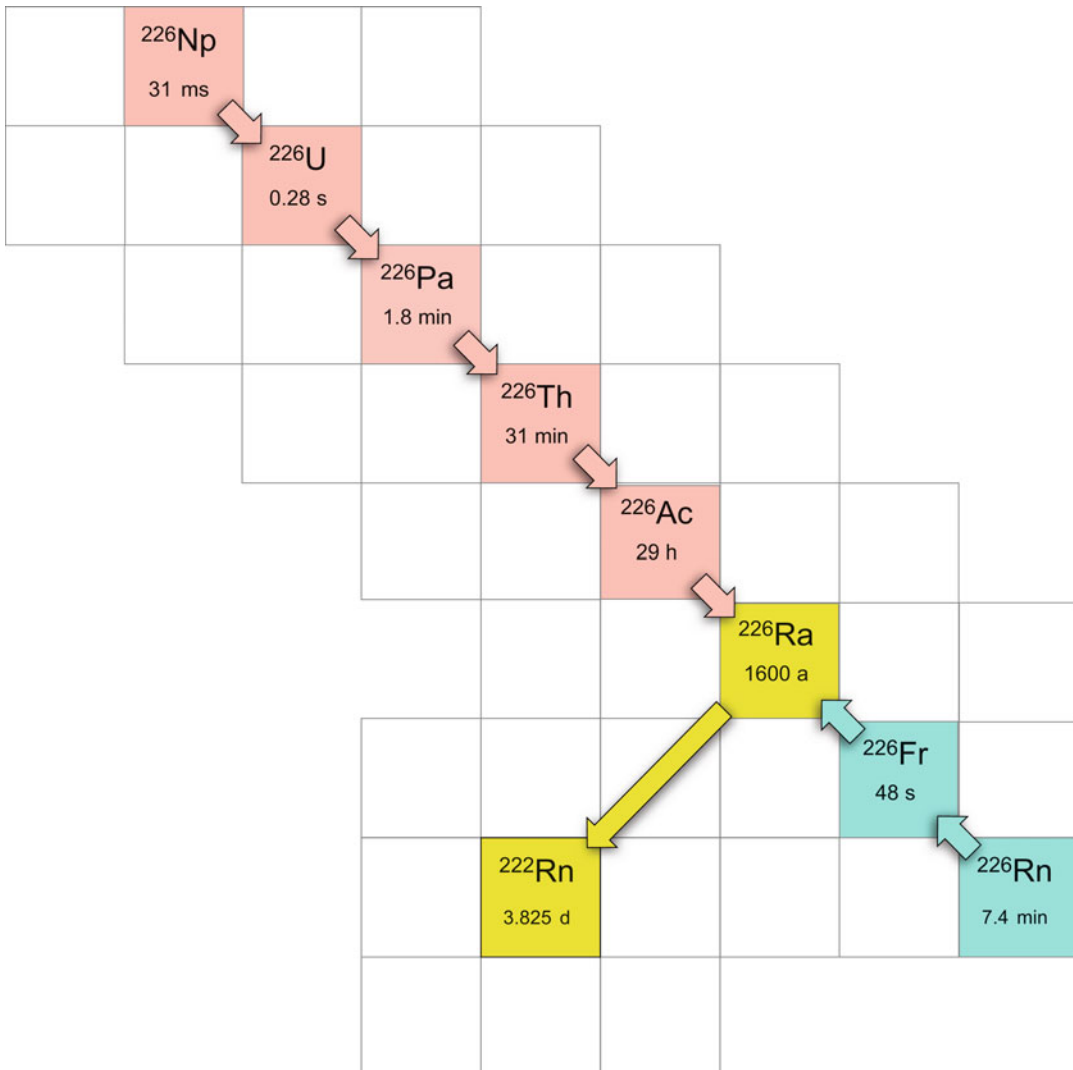 ²²⁶Np
31 ms
²²⁶U
0.28 s
²²⁶Pa
1.8 min
²²⁶Th
31 min
²²⁶Ac
29 h
²²⁶Ra
1600 a
²²⁶Fr
48 s
²²²Rn
3.825 d
²²⁶Rn
7.4 min